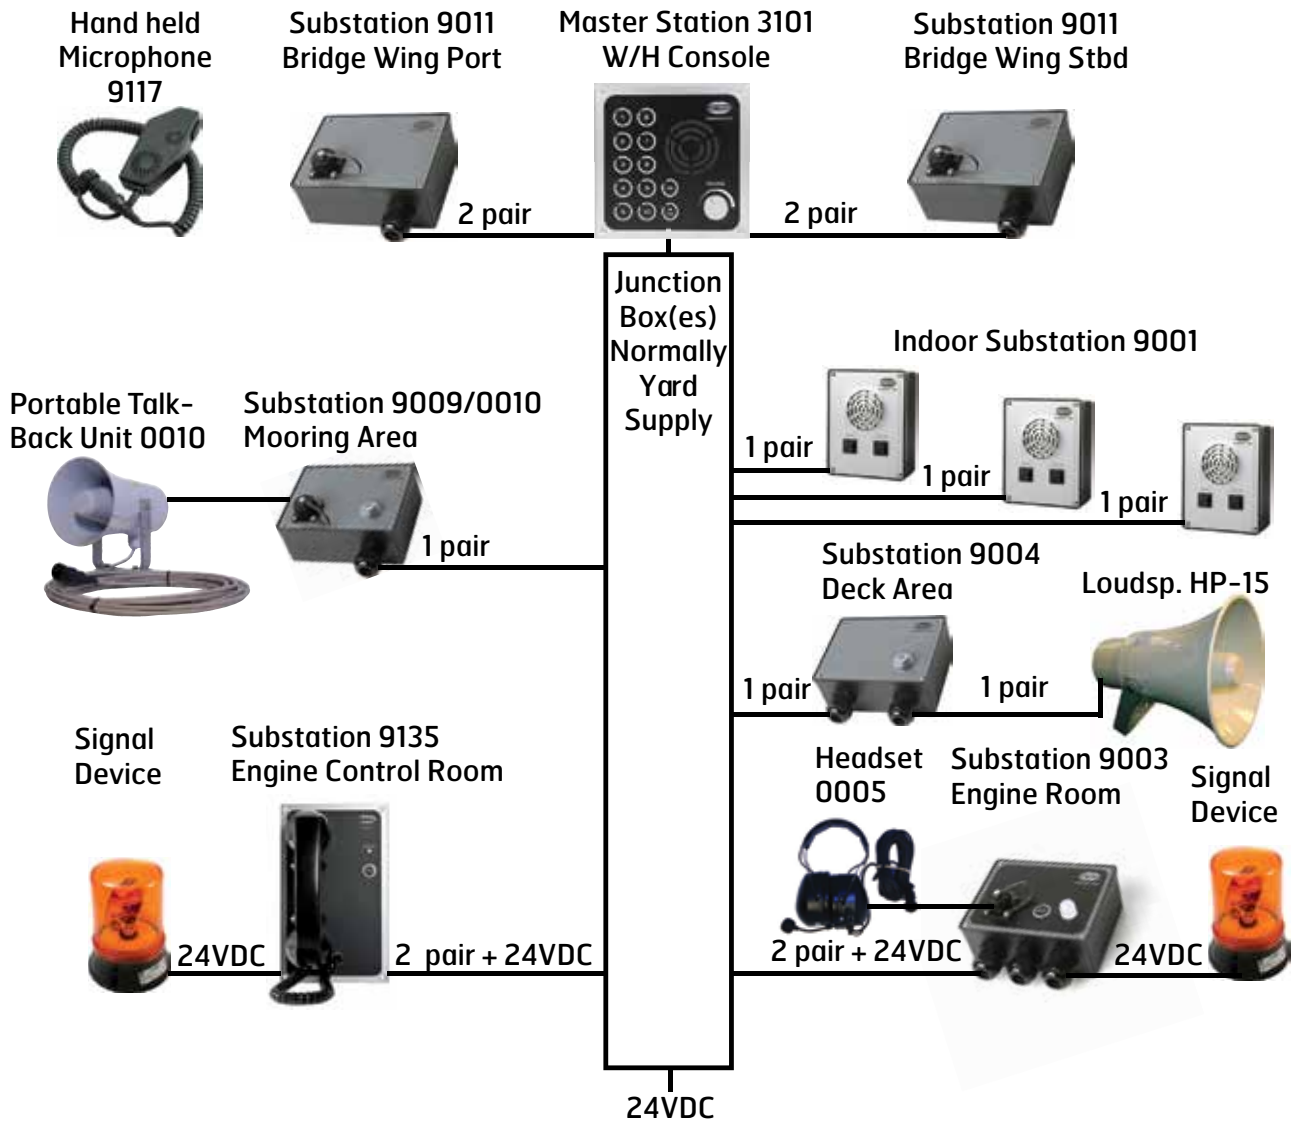 Hand held
Microphone
9117
Substation 9011
Bridge Wing Port
Master Station 3101
W/H Console
Substation 9011
Bridge Wing Stbd
2 pair
2 pair
Junction
Box(es)
Normally
Yard
Supply
Indoor Substation 9001
Portable Talk-
Back Unit 0010
Substation 9009/0010
Mooring Area
1 pair
1 pair
1 pair
1 pair
Substation 9004
Deck Area
Loudsp. HP-15
1 pair
1 pair
Signal
Device
Substation 9135
Engine Control Room
Headset
0005
Substation 9003
Engine Room
Signal
Device
24VDC
2 pair + 24VDC
2 pair + 24VDC
24VDC
24VDC